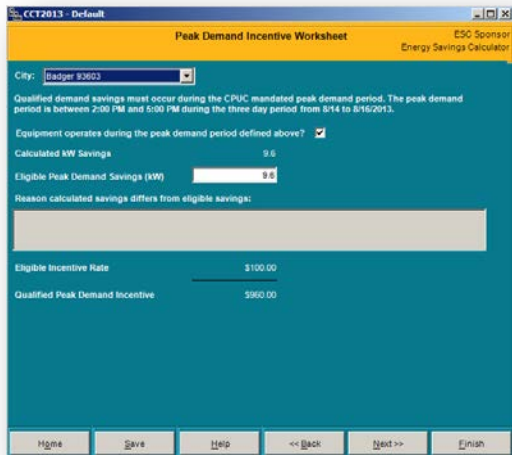 CCT2013 - Default
Peak Demand Incentive Worksheet
ESC Sponsor
Energy Savings Calculator
City: Badger 93603
Qualified demand savings must occur during the CPUC mandated peak demand period. The peak demand
period is between 2:00 PM and 5:00 PM during the three day period from 8/14 to 8/16/2013.
Equipment operates during the peak demand period defined above?
Calculated kW Savings 9.6
Eligible Peak Demand Savings (kW) 9.6
Reason calculated savings differs from eligible savings:
Eligible Incentive Rate $100.00
Qualified Peak Demand Incentive $960.00
Home Save Help << Back Next >> Finish